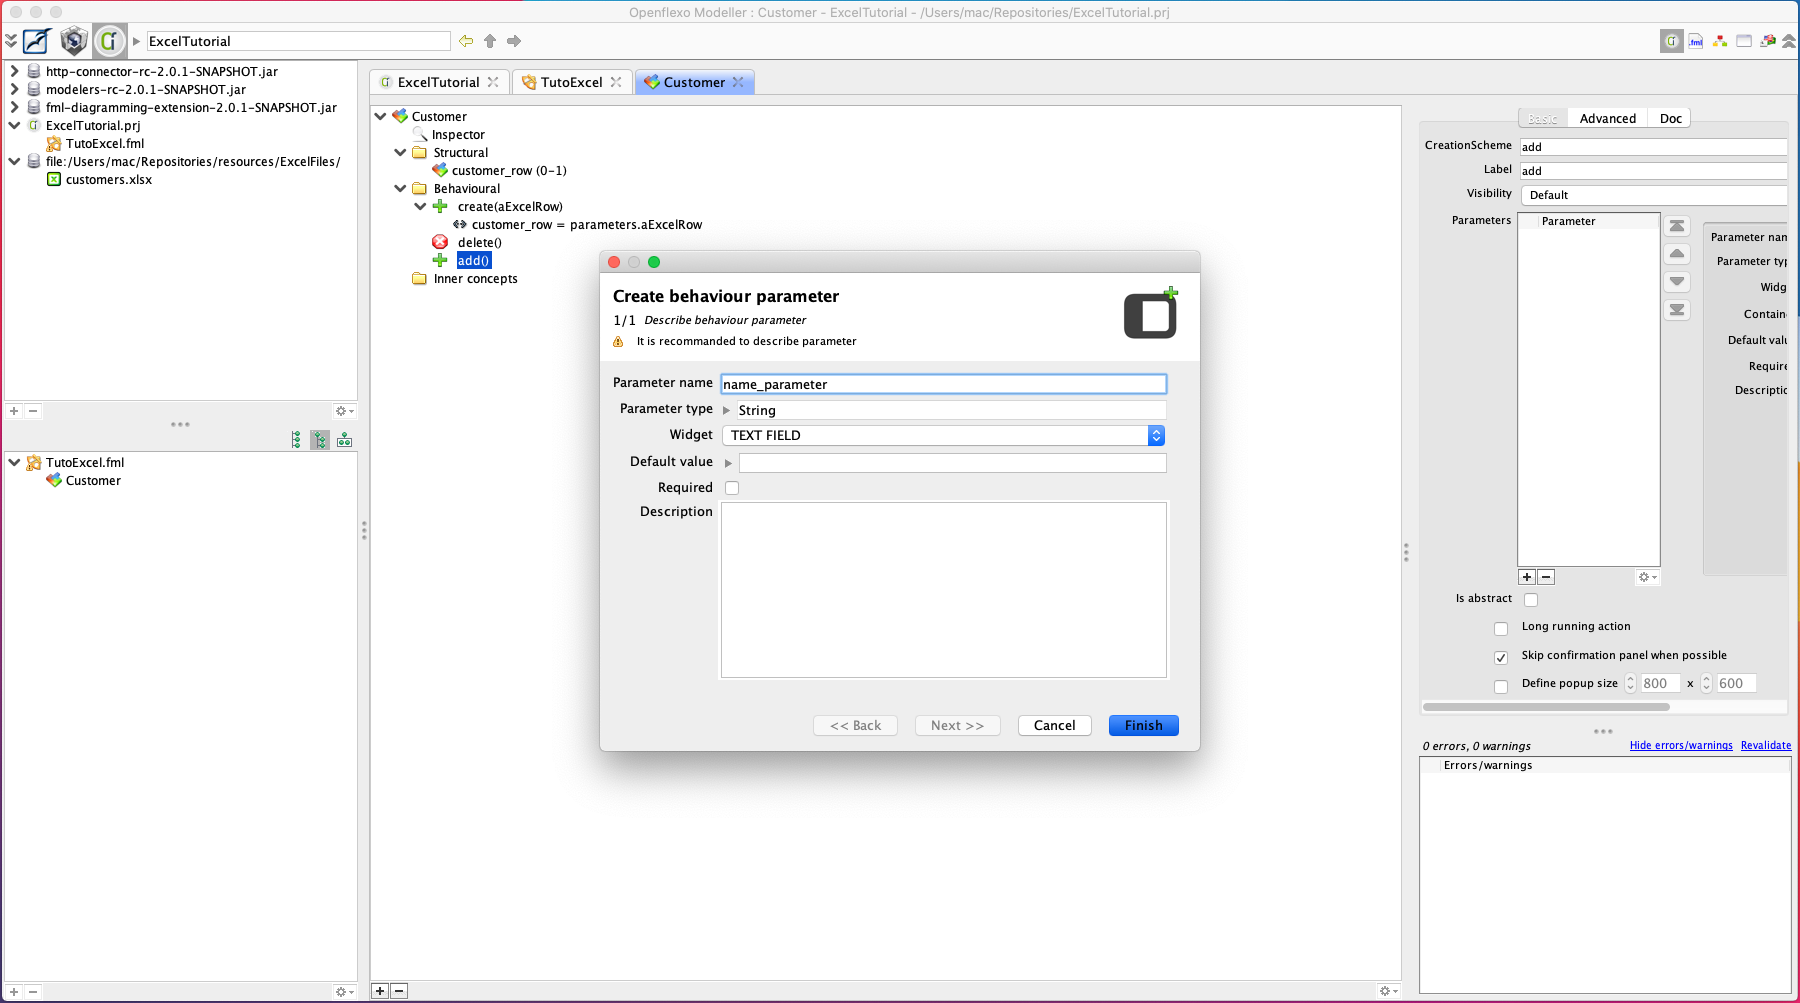 Openflexo Modeller : Customer - ExcelTutorial - /Users/mac/Repositories/ExcelTutorial.prj
ExcelTutorial
.fml
http-connector-rc-2.0.1-SNAPSHOT.jar
modelers-rc-2.0.1-SNAPSHOT.jar
fml-diagramming-extension-2.0.1-SNAPSHOT.jar
ExcelTutorial.prj
TutoExcel.fml
file:/Users/mac/Repositories/resources/ExcelFiles/
customers.xlsx
TutoExcel.fml
Customer
ExcelTutorial
TutoExcel
Customer
Customer
Inspector
Structural
customer_row (0-1)
Behavioural
create(aExcelRow)
customer_row = parameters.aExcelRow
delete()
add()
Inner concepts
Create behaviour parameter
1/1 Describe behaviour parameter
It is recommanded to describe parameter
Parameter name name_parameter
Parameter type String
Widget TEXT FIELD
Default value
Required
Description
<< Back Next >> Cancel Finish
Basic Advanced Doc
CreationScheme add
Label add
Visibility Default
Parameters Parameter
Parameter nam
Parameter typ
Widg
Contain
Default valu
Require
Descriptio
Is abstract
Long running action
Skip confirmation panel when possible
Define popup size 800 x 600
0 errors, 0 warnings Hide errors/warnings Revalidate
Errors/warnings